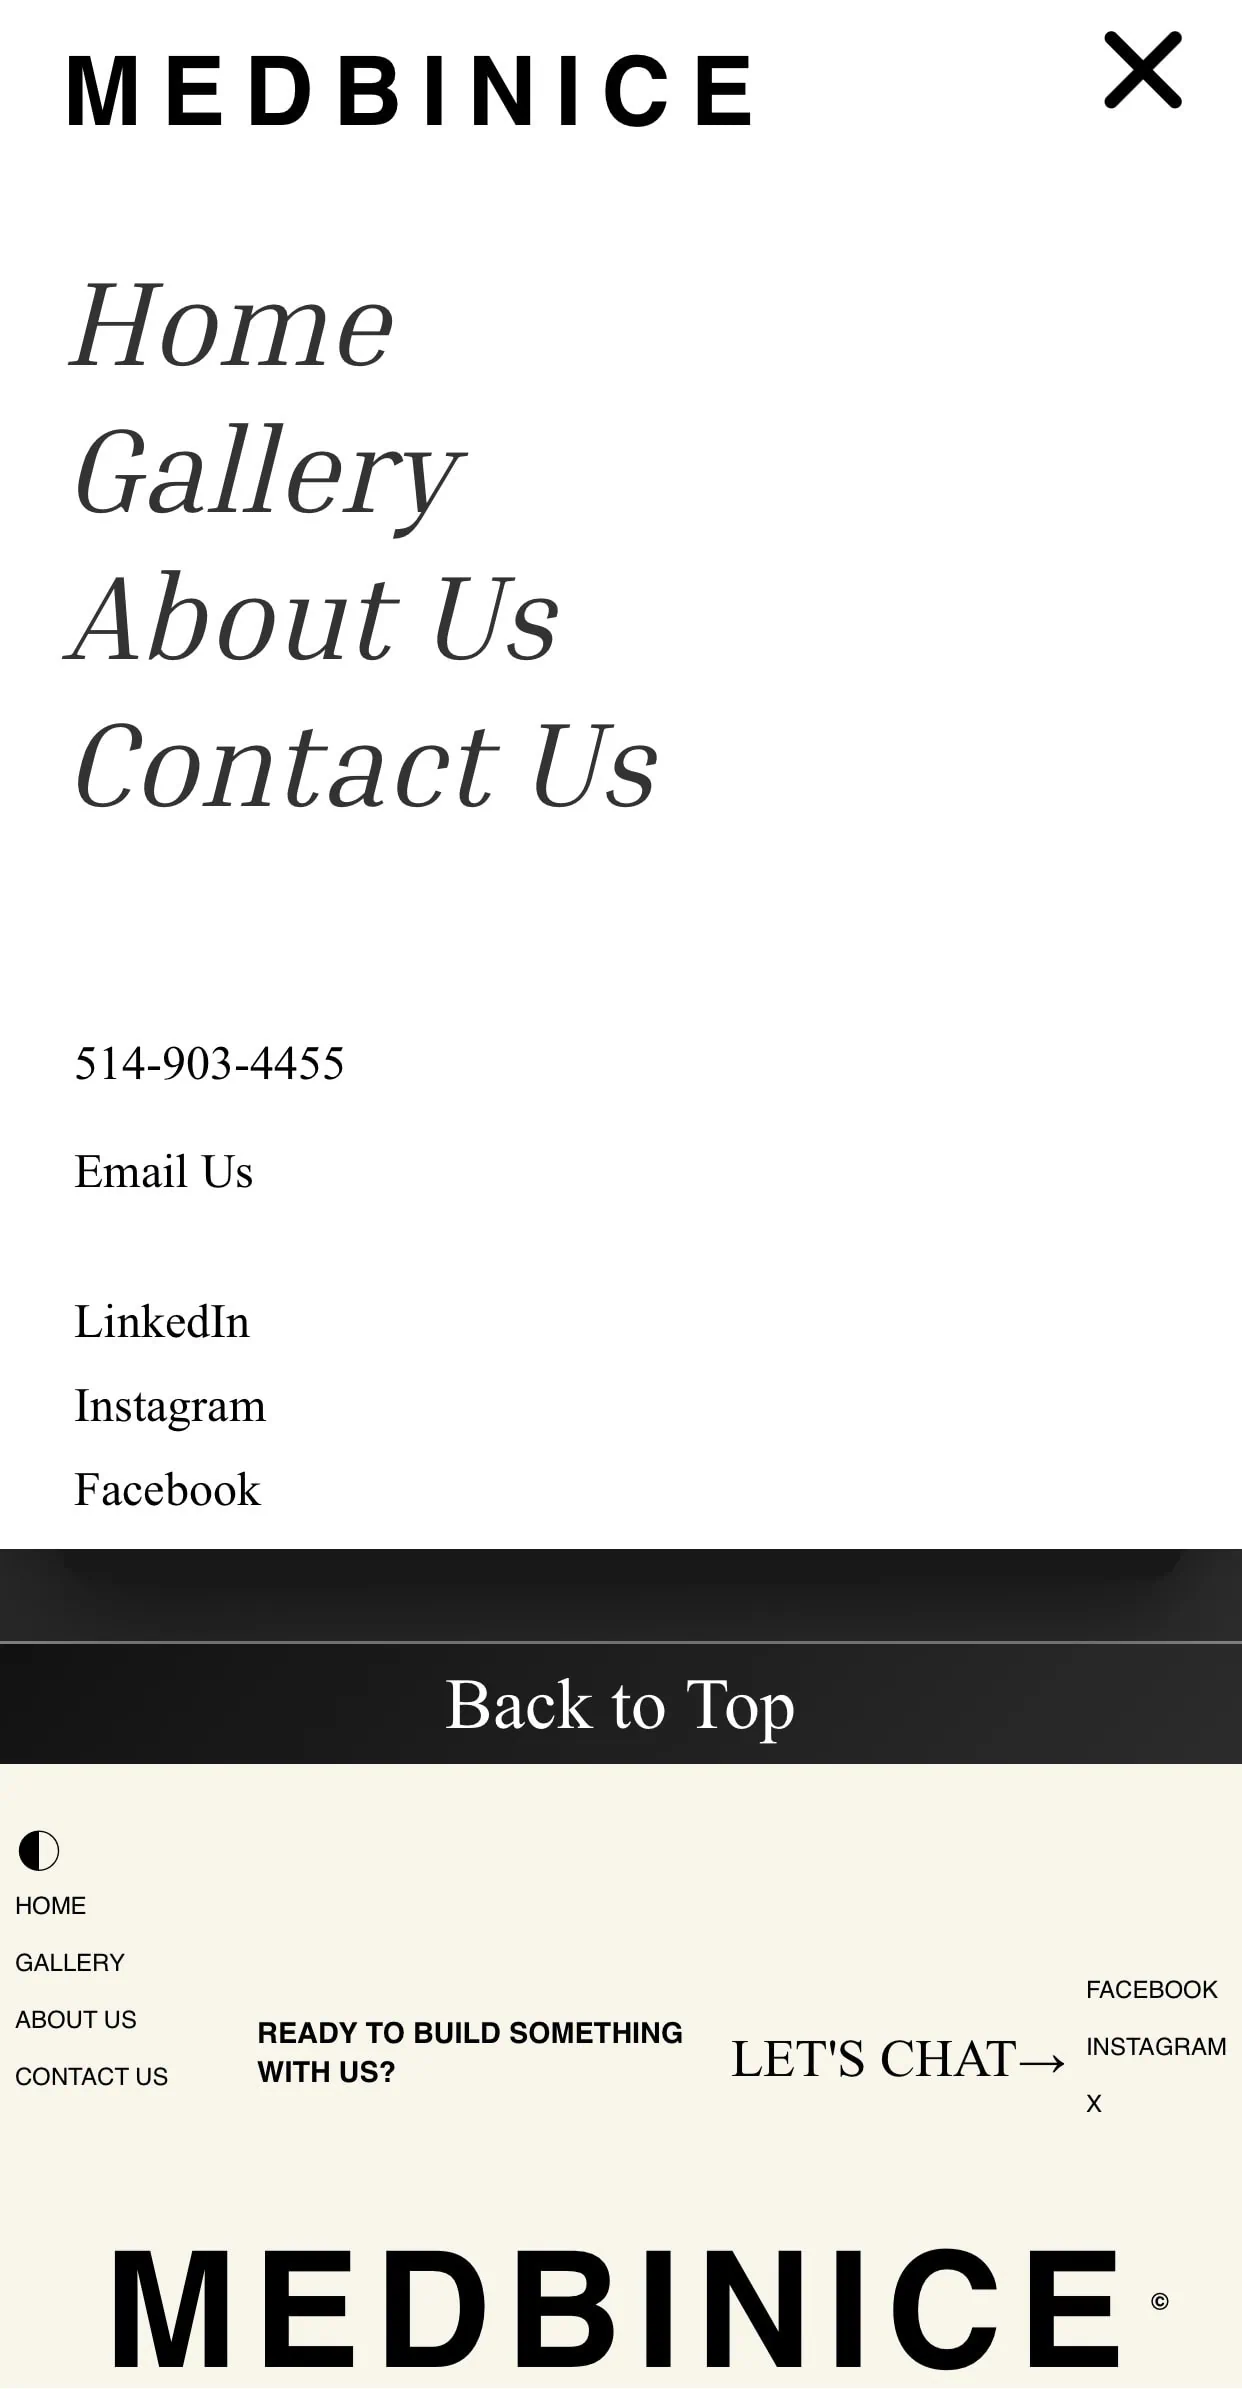 MEDBINICE
Home
Gallery
About Us
Contact Us
514-903-4455
Email Us
LinkedIn
Instagram
Facebook
Back to Top
HOME
GALLERY
ABOUT US
CONTACT US
READY TO BUILD SOMETHING
WITH US?
LET'S CHAT→
FACEBOOK
INSTAGRAM
X
MEDBINICE ©